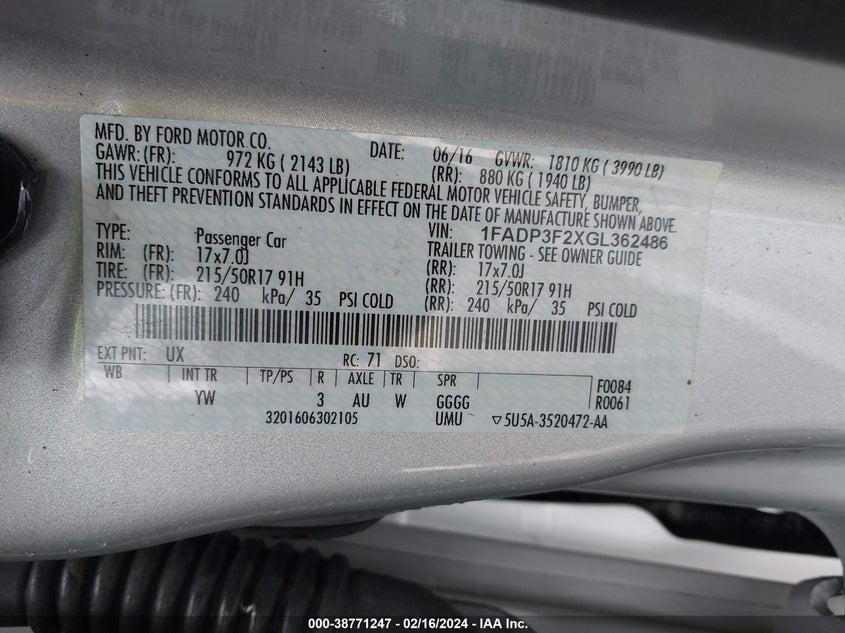 MFD. BY FORD MOTOR CO. DATE: 06/16 GVWR: 1810 KG ( 3990 LB)
GAWR: (FR): 972 KG ( 2143 LB) (RR): 880 KG ( 1940 LB)
THIS VEHICLE CONFORMS TO ALL APPLICABLE FEDERAL MOTOR VEHICLE SAFETY, BUMPER,
AND THEFT PREVENTION STANDARDS IN EFFECT ON THE DATE OF MANUFACTURE SHOWN ABOVE.
VIN: 1FADP3F2XGL362486
TYPE: Passenger Car TRAILER TOWING - SEE OWNER GUIDE
RIM: (FR): 17x7.0J (RR): 17x7.0J
TIRE: (FR): 215/50R17 91H (RR): 215/50R17 91H
PRESSURE: (FR): 240 kPa/ 35 PSI COLD (RR): 240 kPa/ 35 PSI COLD
EXT PNT: UX RC: 71 DSO:
WB INT TR TP/PS R AXLE TR SPR F0084
YW 3 AU W GGGG R0061
3201606302105 UMU ▽5U5A-3520472-AA
000-38771247 - 02/16/2024 - IAA Inc.